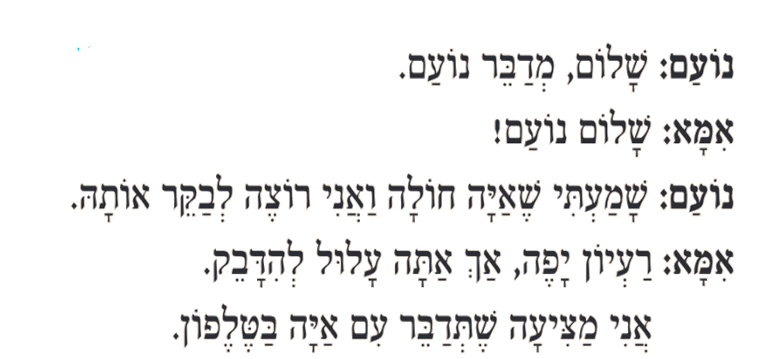 נוֹעַם: שָׁלוֹם, מְדַבֵּר נוֹעַם.
אִמָּא: שָׁלוֹם נוֹעַם!
נוֹעַם: שָׁמַעְתִּי שֶׁאַיָּה חוֹלָה וַאֲנִי רוֹצֶה לְבַקֵּר אוֹתָהּ.
אִמָּא: רַעְיוֹן יָפֶה, אַךְ אַתָּה עָלוּל לְהִדָּבֵק.
אֲנִי מַצִּיעָה שֶׁתְּדַבֵּר עִם אַיָּה בַּטֶּלֶפוֹן.